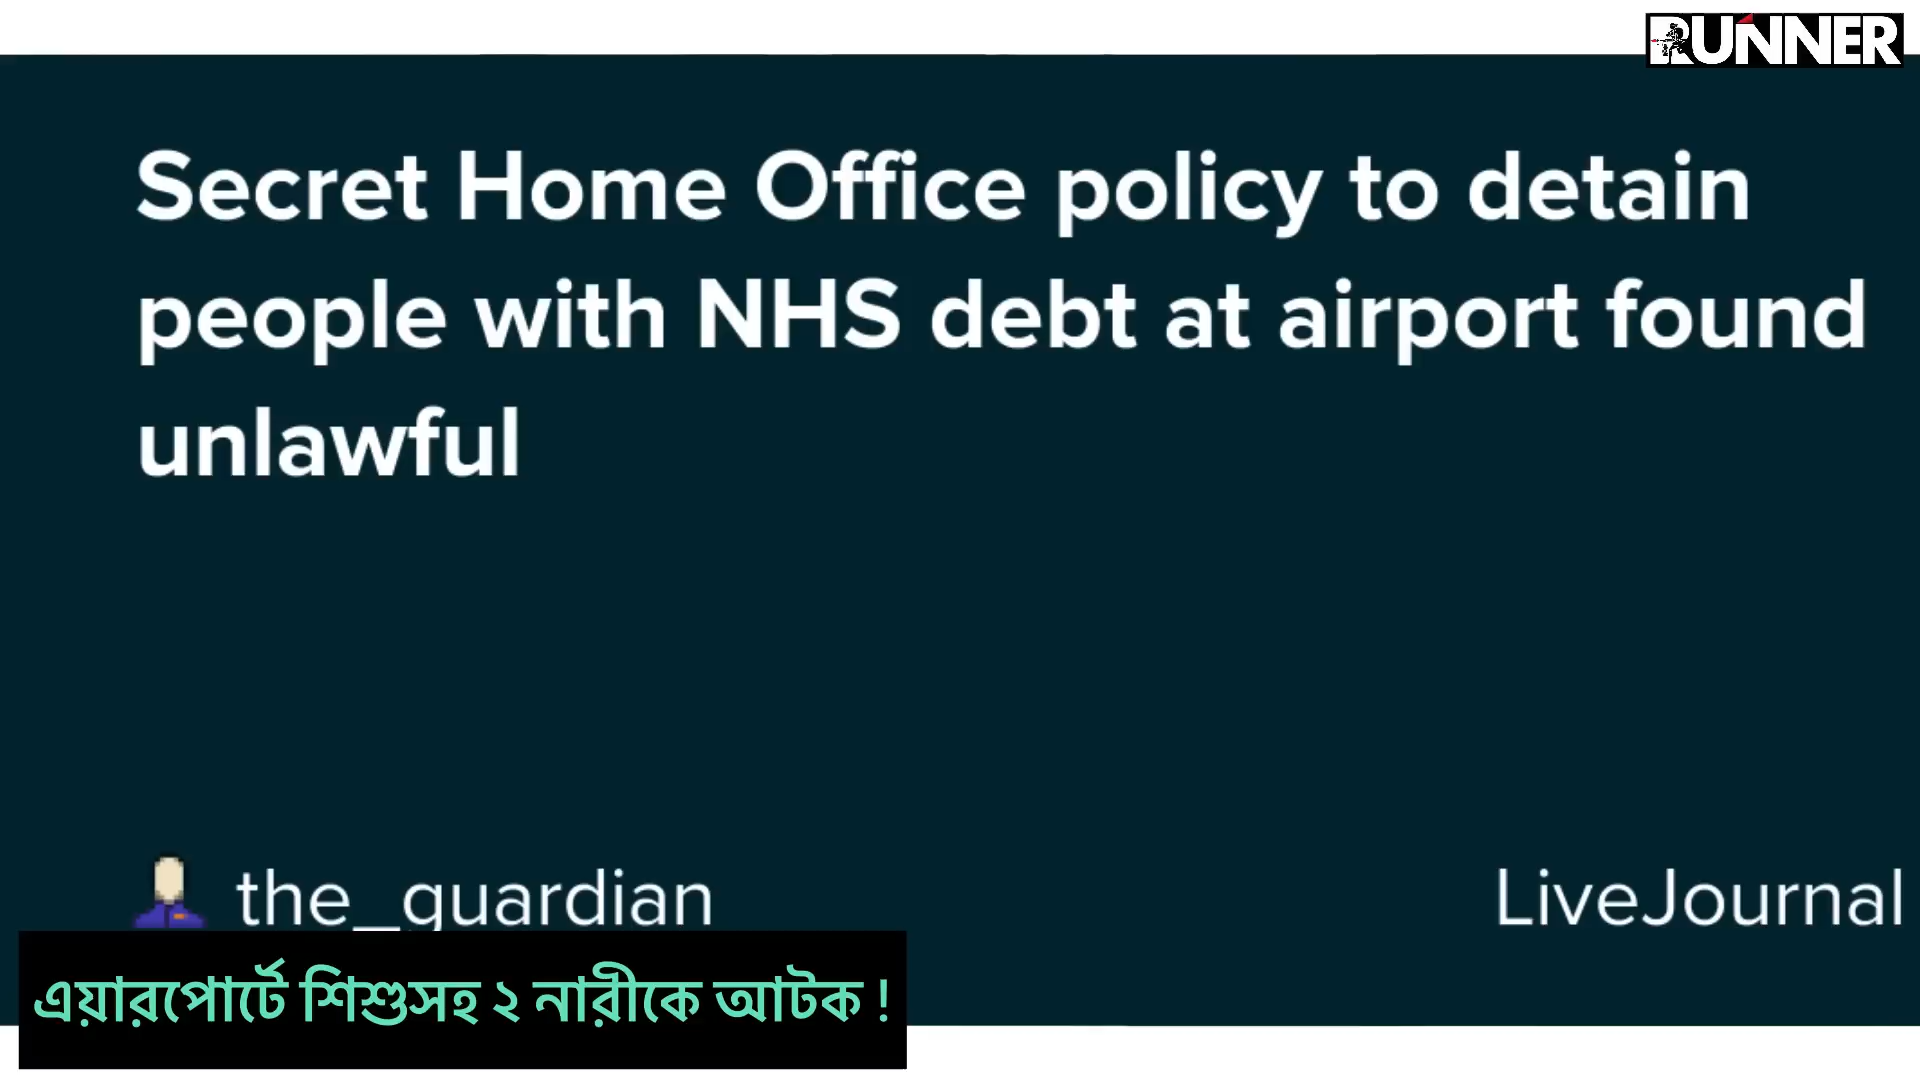 RUNNER
Secret Home Office policy to detain
people with NHS debt at airport found
unlawful
the_guardian
LiveJournal
এয়ারপোর্টে শিশুসহ ২ নারীকে আটক !